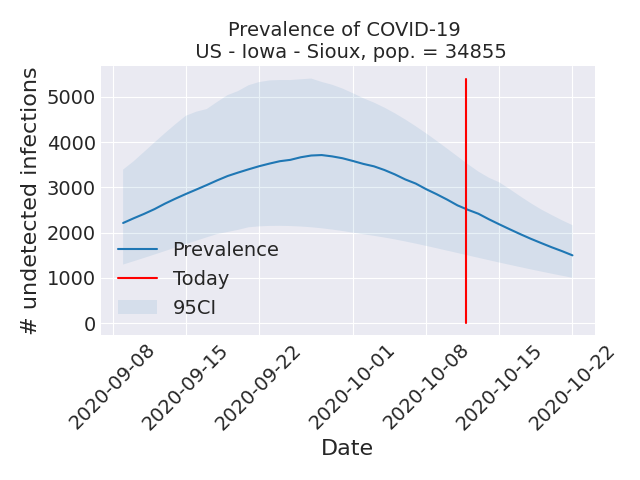 Prevalence of COVID-19
US - Iowa - Sioux, pop. = 34855
# undetected infections
5000
4000
3000
2000
1000
0
Prevalence
Today
95CI
2020-09-08
2020-09-15
2020-09-22
2020-10-01
2020-10-08
2020-10-15
2020-10-22
Date